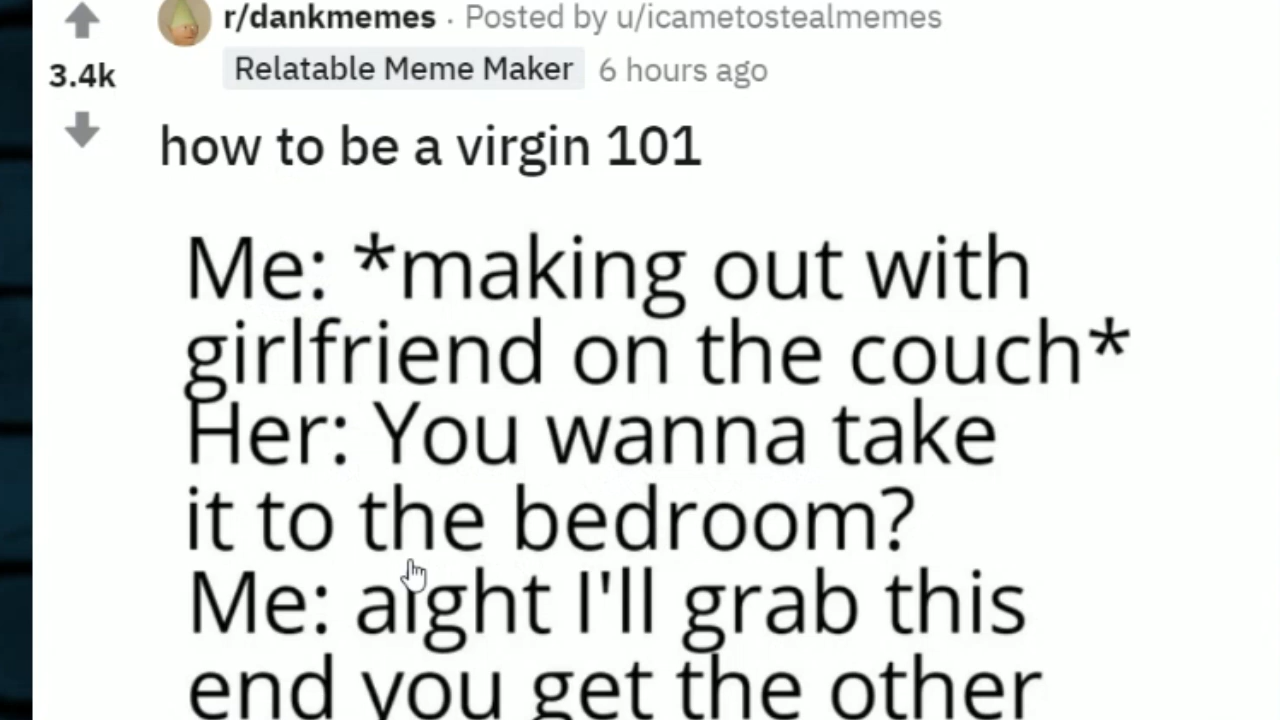 r/dankmemes · Posted by u/icametostealmemes
3.4k
Relatable Meme Maker 6 hours ago
how to be a virgin 101
Me: *making out with
girlfriend on the couch*
Her: You wanna take
it to the bedroom?
Me: aight I'll grab this
end you get the other